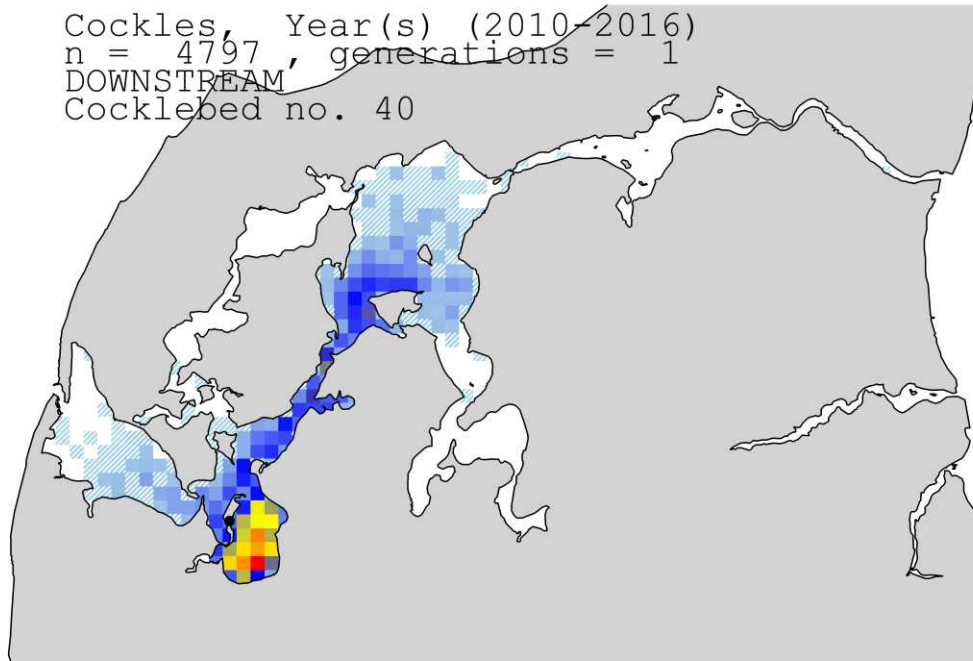 Cockles, Year(s) (2010-2016)
n = 4797 , generations = 1
DOWNSTREAM
Cocklebed no. 40